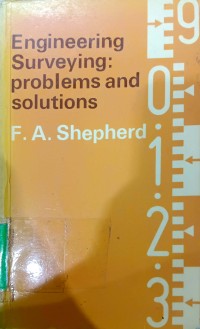 Engineering
Surveying:
problems and
solutions
F. A. Shepherd
9
0
1
2
3